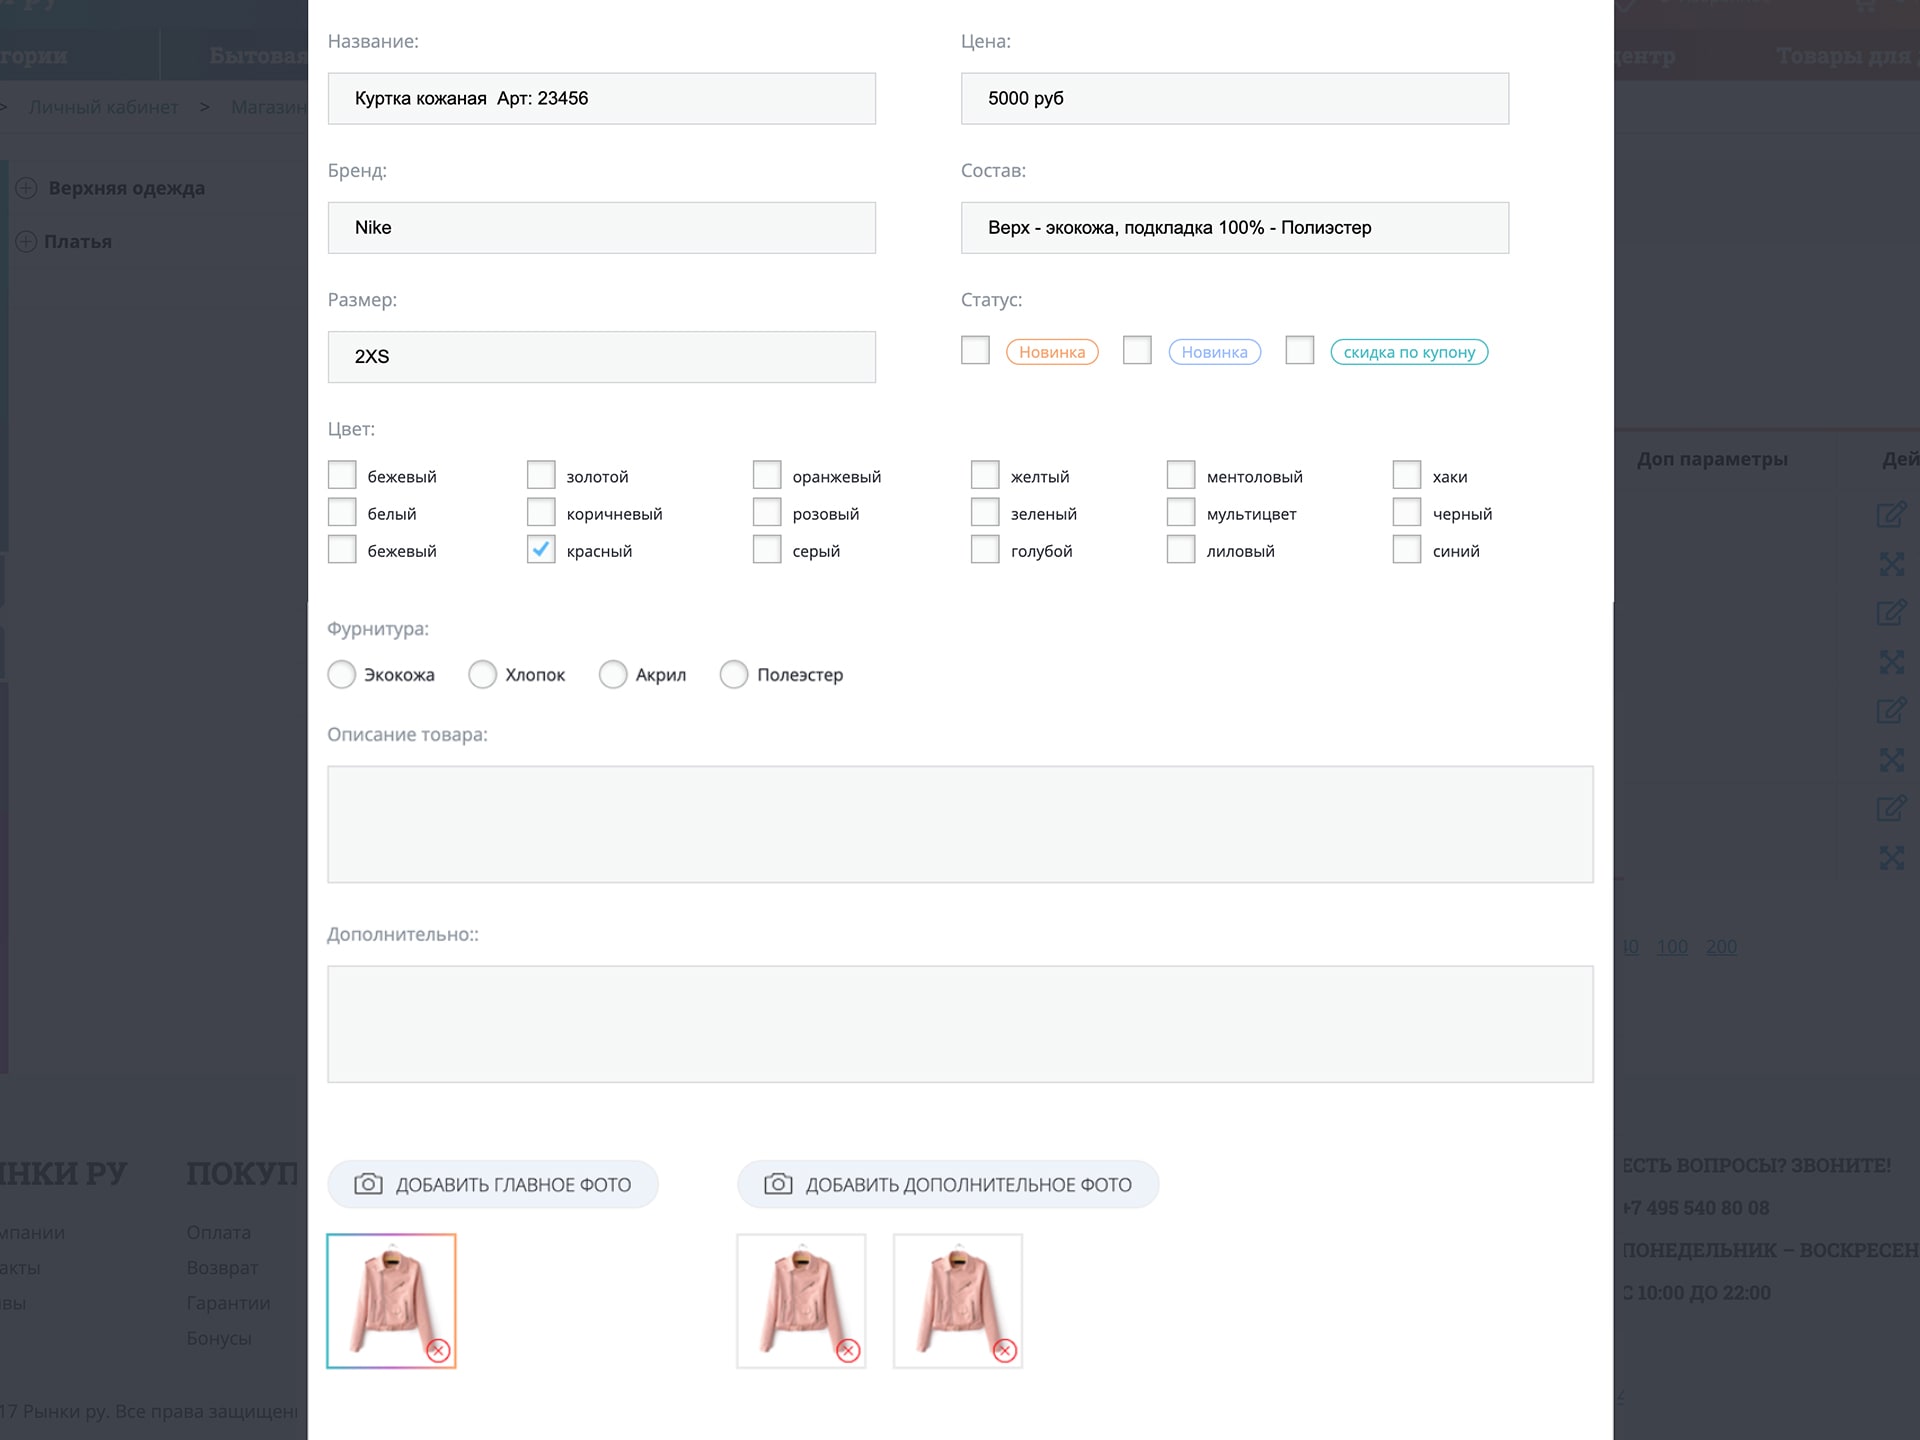 Название:
Цена:
Куртка кожаная Арт: 23456
5000 руб
Бренд:
Состав:
Nike
Верх - экокожа, подкладка 100% - Полиэстер
Размер:
Статус:
2XS
Новинка
Новинка
скидка по купону
Цвет:
бежевый золотой оранжевый желтый ментоловый хаки
белый коричневый розовый зеленый мультицвет черный
бежевый красный серый голубой лиловый синий
Фурнитура:
Экокожа Хлопок Акрил Полеэстер
Описание товара:
Дополнительно::
ДОБАВИТЬ ГЛАВНОЕ ФОТО
ДОБАВИТЬ ДОПОЛНИТЕЛЬНОЕ ФОТО
гории
Бытовая
центр
Товары для
> Личный кабинет > Магазин
Верхняя одежда
Платья
Доп параметры
Дей
40 100 200
НКИ РУ
ПОКУП
мпании
Оплата
акты
Возврат
вы
Гарантии
Бонусы
17 Рынки ру. Все права защищен
ЕСТЬ ВОПРОСЫ? ЗВОНИТЕ!
+7 495 540 80 08
ПОНЕДЕЛЬНИК – ВОСКРЕСЕН
С 10:00 ДО 22:00